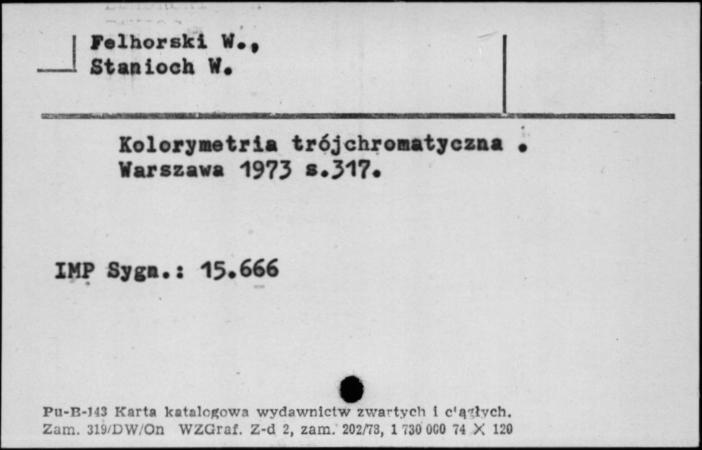 Felhorski W.,
Stanioch W.
Kolorymetria trójchromatyczna .
Warszawa 1973 s.317.
IMP Sygn.: 15.666
Pu-B-143 Karta katalogowa wydawnictw zwartych i ciągłych.
Zam. 319/DW/On WZGraf. Z-d 2, zam. 202/73, 1 730 000 74 X 120